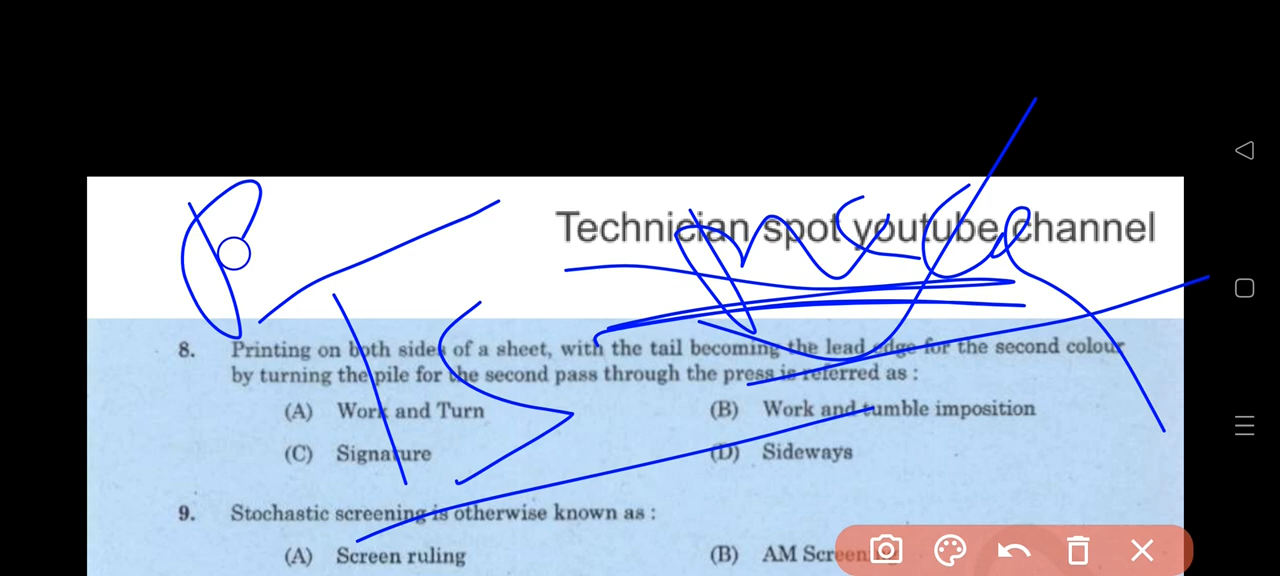 Technician spot youtube channel
8. Printing on both sides of a sheet, with the tail becoming the lead edge for the second colour
by turning the pile for the second pass through the press is referred as :
(A) Work and Turn (B) Work and tumble imposition
(C) Signature (D) Sideways
9. Stochastic screening is otherwise known as :
(A) Screen ruling (B) AM Screening